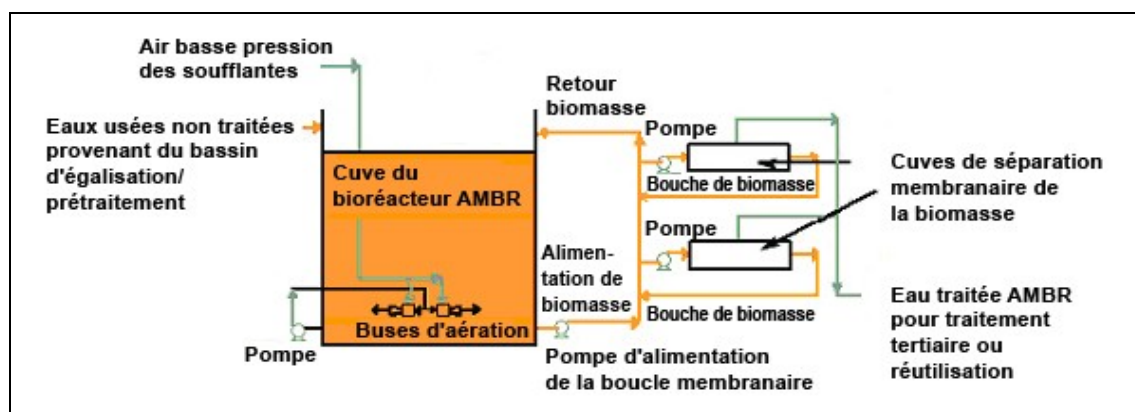 Air basse pression
des soufflantes
Eaux usées non traitées
provenant du bassin
d'égalisation/
prétraitement
Cuve du
bioréacteur AMBR
Buses d'aération
Pompe
Retour
biomasse
Alimen-
tation de
biomasse
Pompe d'alimentation
de la boucle membranaire
Pompe
Bouche de biomasse
Pompe
Bouche de biomasse
Cuves de séparation
membranaire de
la biomasse
Eau traitée AMBR
pour traitement
tertiaire ou
réutilisation